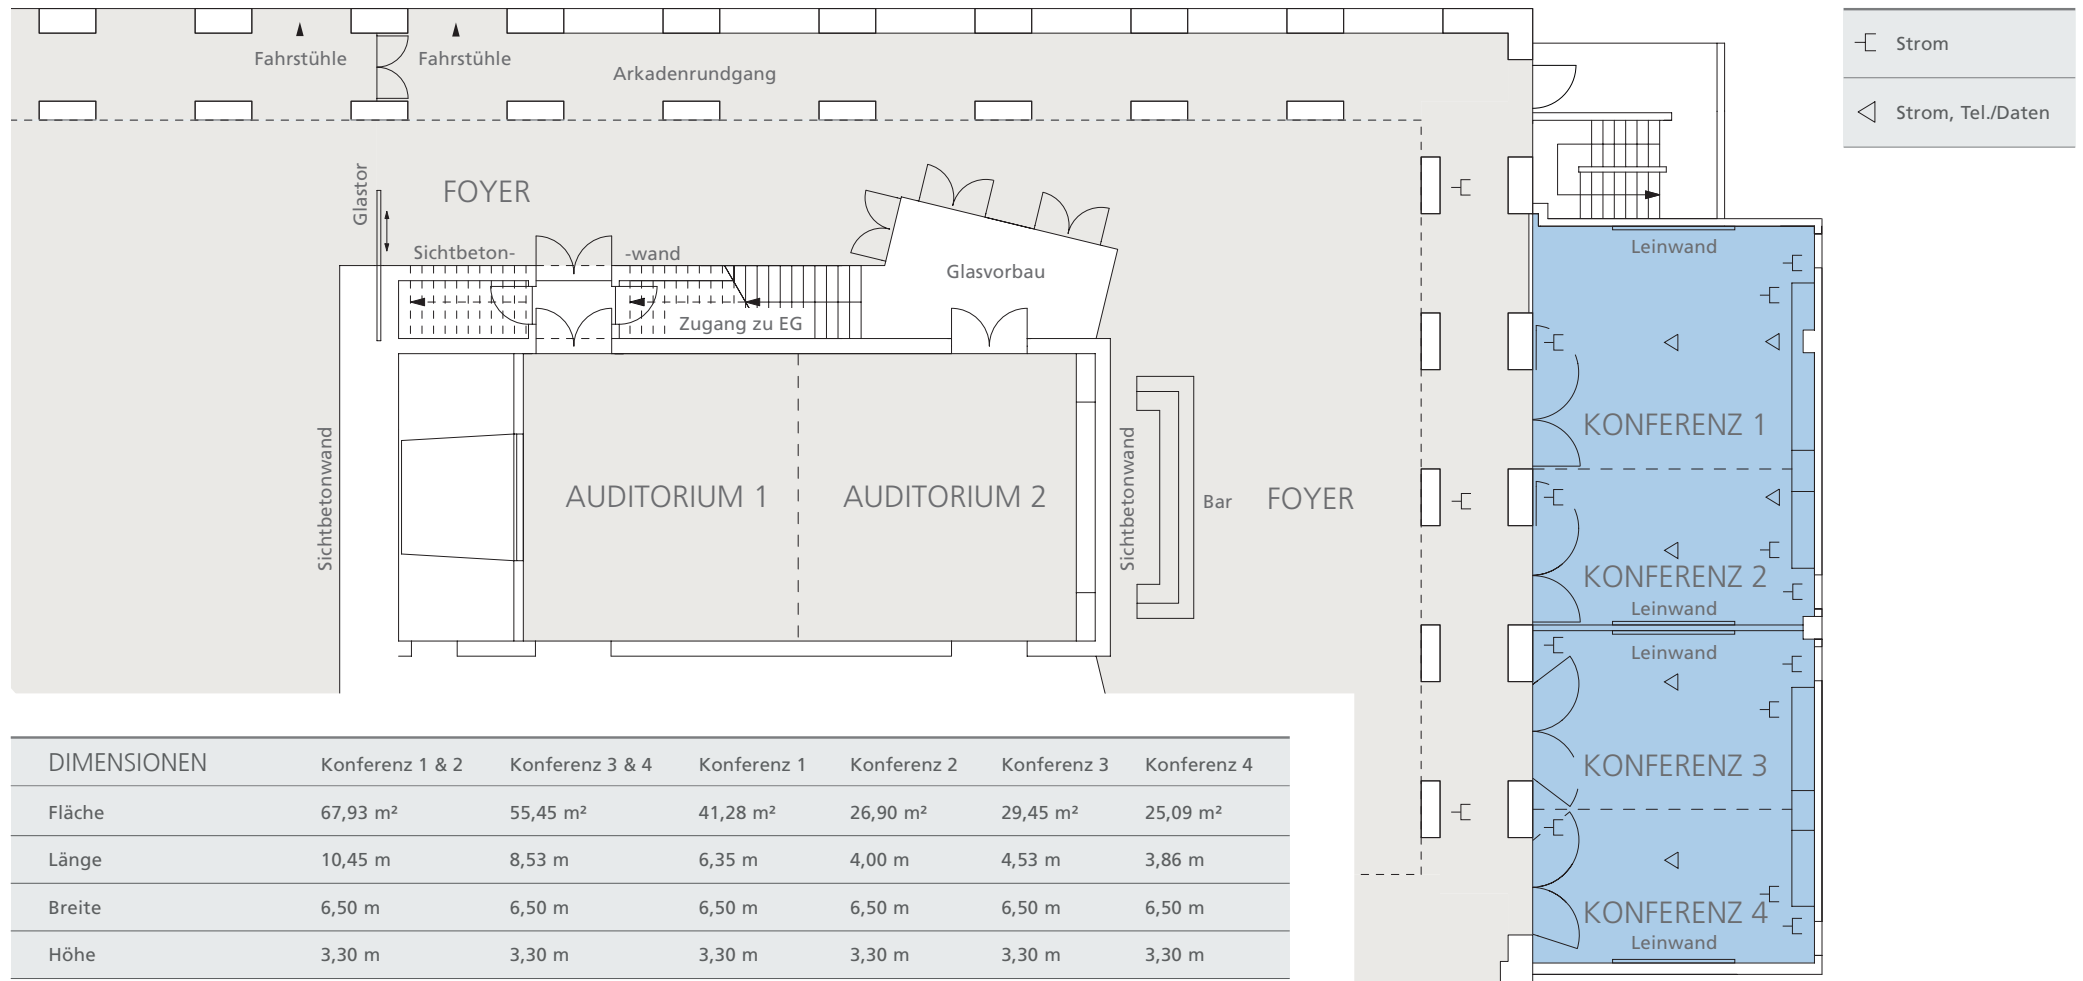 Fahrstühle
Fahrstühle
Arkadenrundgang
Strom
Strom, Tel./Daten
Glastor
FOYER
Sichtbeton-
-wand
Glasvorbau
Zugang zu EG
Leinwand
KONFERENZ 1
Sichtbetonwand
AUDITORIUM 1
AUDITORIUM 2
Sichtbetonwand
Bar
FOYER
KONFERENZ 2
Leinwand
Leinwand
KONFERENZ 3
KONFERENZ 4
Leinwand
DIMENSIONEN Konferenz 1 & 2 Konferenz 3 & 4 Konferenz 1 Konferenz 2 Konferenz 3 Konferenz 4
Fläche 67,93 m² 55,45 m² 41,28 m² 26,90 m² 29,45 m² 25,09 m²
Länge 10,45 m 8,53 m 6,35 m 4,00 m 4,53 m 3,86 m
Breite 6,50 m 6,50 m 6,50 m 6,50 m 6,50 m 6,50 m
Höhe 3,30 m 3,30 m 3,30 m 3,30 m 3,30 m 3,30 m